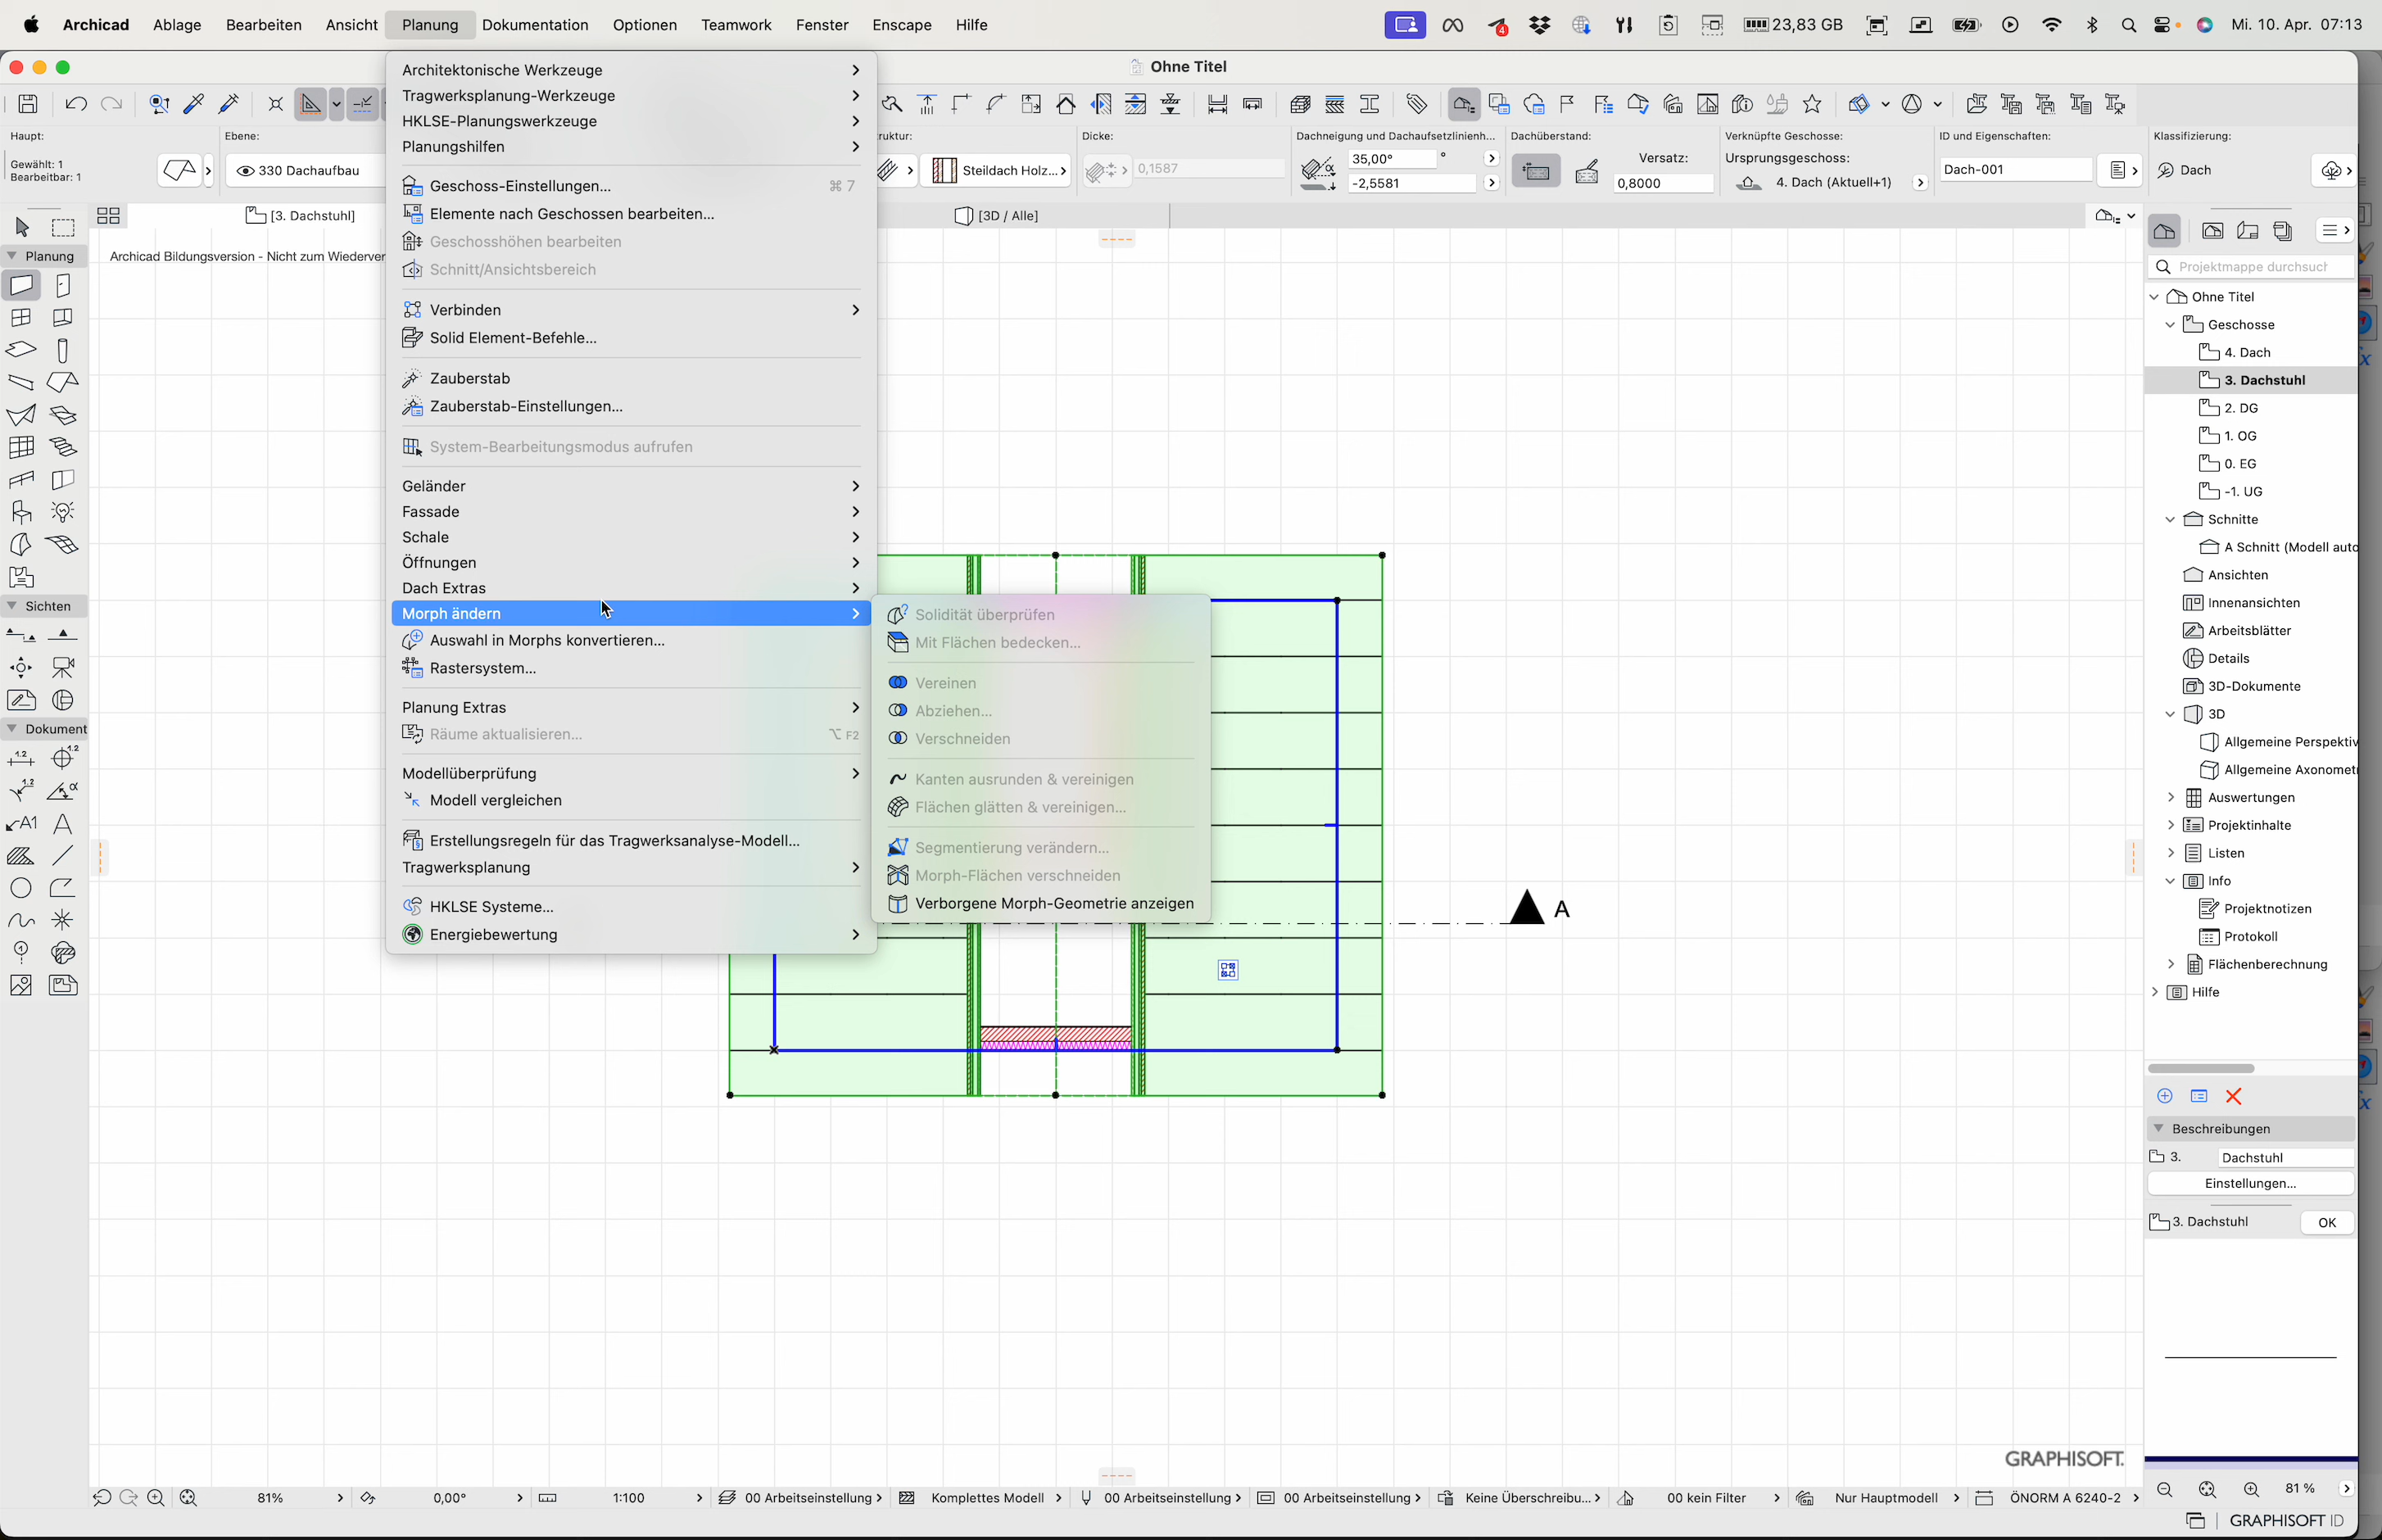 Archicad Ablage Bearbeiten Ansicht Planung Dokumentation Optionen Teamwork Fenster Enscape Hilfe 4 23,83 GB Mi. 10. Apr. 07:13
Ohne Titel
Haupt:
Gewählt: 1
Bearbeitbar: 1
Ebene:
330 Dachaufbau
ruktur:
Steildach Holz...
Dicke:
0,1587
Dachneigung und Dachaufsetzlinienh...
35,00° °
-2,5581
Dachüberstand:
Versatz:
0,8000
Verknüpfte Geschosse:
Ursprungsgeschoss:
4. Dach (Aktuell+1)
ID und Eigenschaften:
Dach-001
Klassifizierung:
Dach
[3. Dachstuhl]
[3D / Alle]
Archicad Bildungsversion - Nicht zum Wiederver
Planung
Sichten
Dokument
1.2
1.2
1.2
α
A1
Architektonische Werkzeuge
Tragwerksplanung-Werkzeuge
HKLSE-Planungswerkzeuge
Planungshilfen
Geschoss-Einstellungen... ⌘ 7
Elemente nach Geschossen bearbeiten...
Geschosshöhen bearbeiten
Schnitt/Ansichtsbereich
Verbinden
Solid Element-Befehle...
Zauberstab
Zauberstab-Einstellungen...
System-Bearbeitungsmodus aufrufen
Geländer
Fassade
Schale
Öffnungen
Dach Extras
Morph ändern
Auswahl in Morphs konvertieren...
Rastersystem...
Planung Extras
Räume aktualisieren... ⌥ F2
Modellüberprüfung
Modell vergleichen
Erstellungsregeln für das Tragwerksanalyse-Modell...
Tragwerksplanung
HKLSE Systeme...
Energiebewertung
Solidität überprüfen
Mit Flächen bedecken...
Vereinen
Abziehen...
Verschneiden
Kanten ausrunden & vereinigen
Flächen glätten & vereinigen...
Segmentierung verändern...
Morph-Flächen verschneiden
Verborgene Morph-Geometrie anzeigen
A
Projektmappe durchsuch
Ohne Titel
Geschosse
4. Dach
3. Dachstuhl
2. DG
1. OG
0. EG
-1. UG
Schnitte
A Schnitt (Modell auto
Ansichten
Innenansichten
Arbeitsblätter
Details
3D-Dokumente
3D
Allgemeine Perspektiv
Allgemeine Axonomet
Auswertungen
Projektinhalte
Listen
Info
Projektnotizen
Protokoll
Flächenberechnung
Hilfe
Beschreibungen
3. Dachstuhl
Einstellungen...
3. Dachstuhl OK
GRAPHISOFT.
81% 0,00° 1:100 00 Arbeitseinstellung Komplettes Modell 00 Arbeitseinstellung 00 Arbeitseinstellung Keine Überschreibu... 00 kein Filter Nur Hauptmodell ÖNORM A 6240-2 81 %
GRAPHISOFT ID